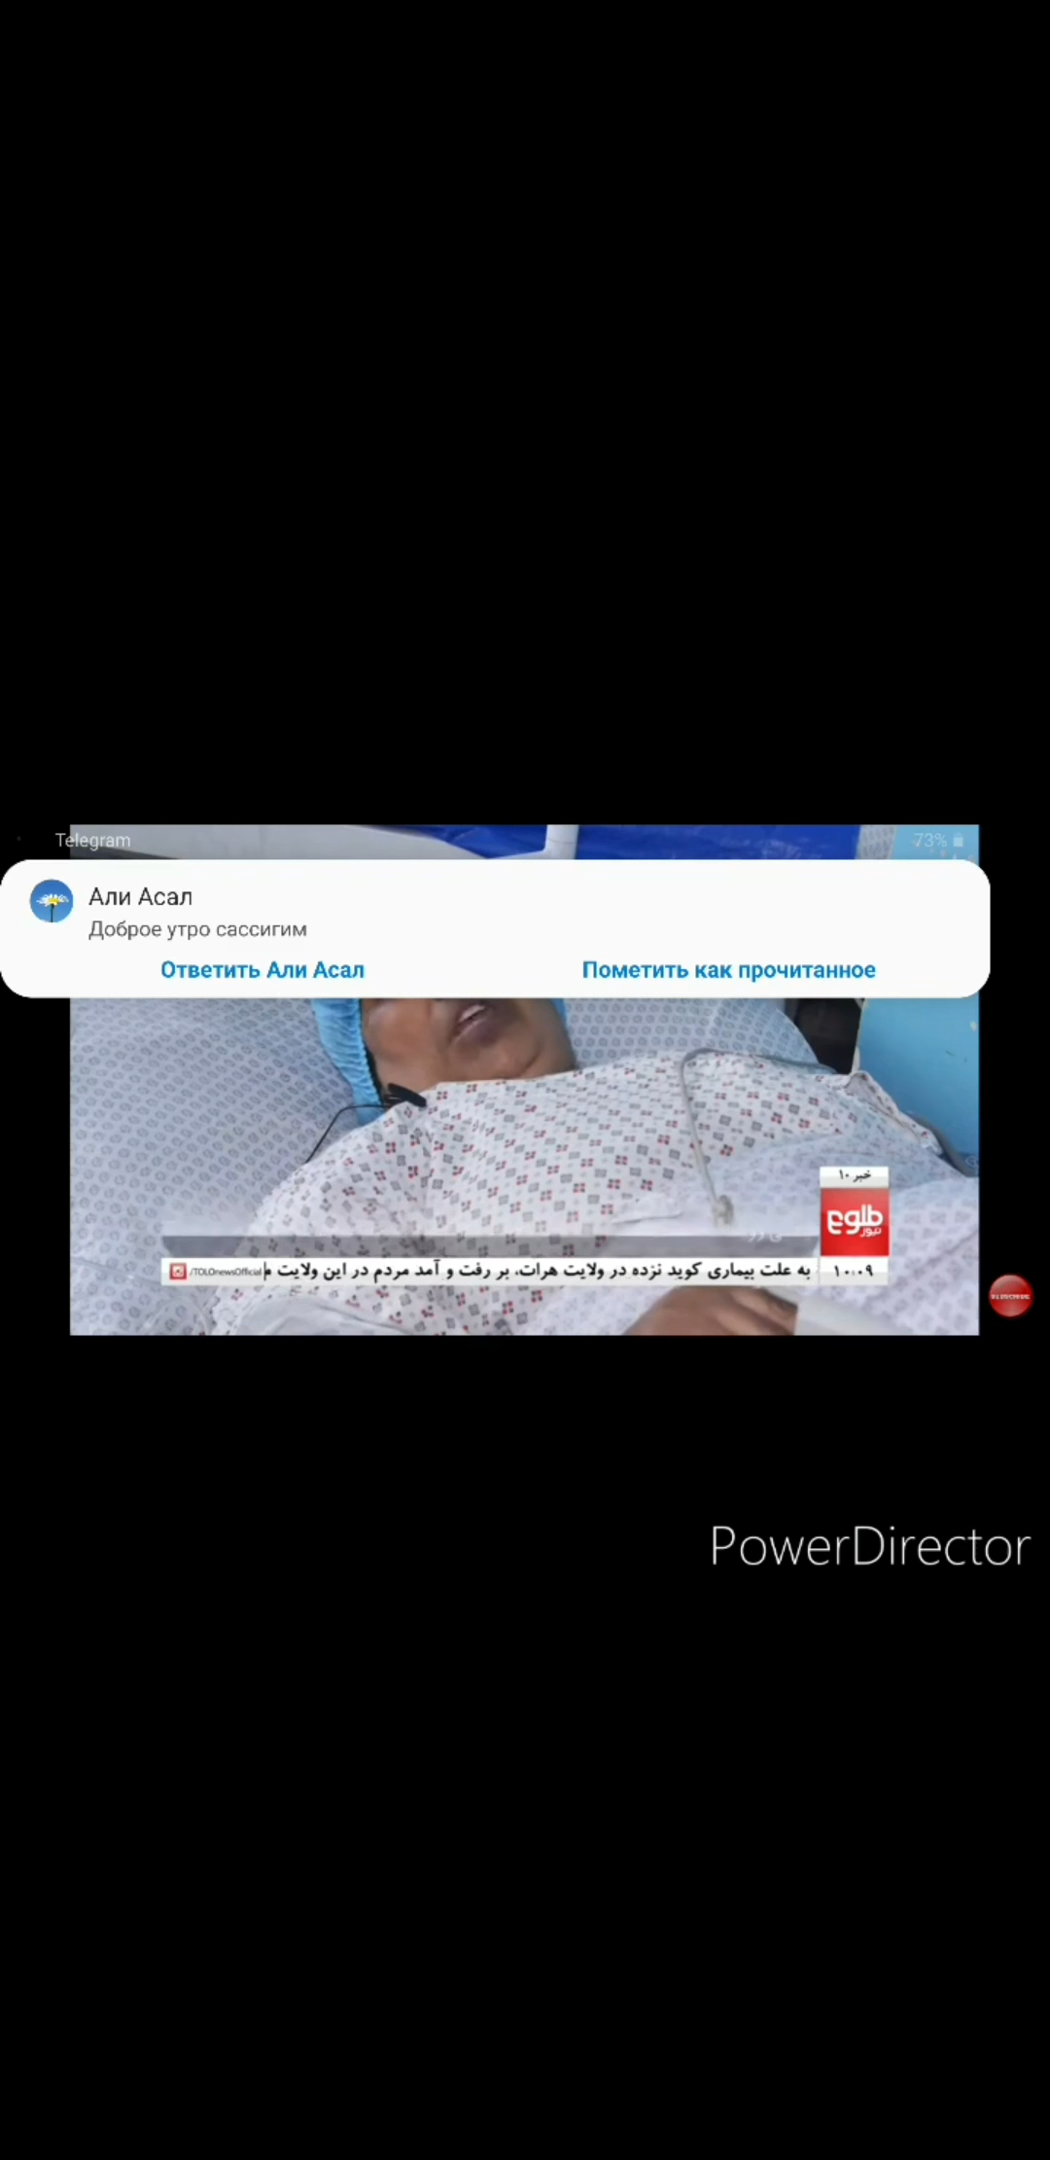 Telegram
73%
Али Асал
Доброе утро сассигим
Ответить Али Асал
Пометить как прочитанное
خبر ۱۰
طلوع
نیوز
/TOLOnewsOfficial
به علت بیماری کوید نزده در ولایت هرات، بر رفت و آمد مردم در این ولایت م
۱۰:۰۹
SUBSCRIBE
PowerDirector